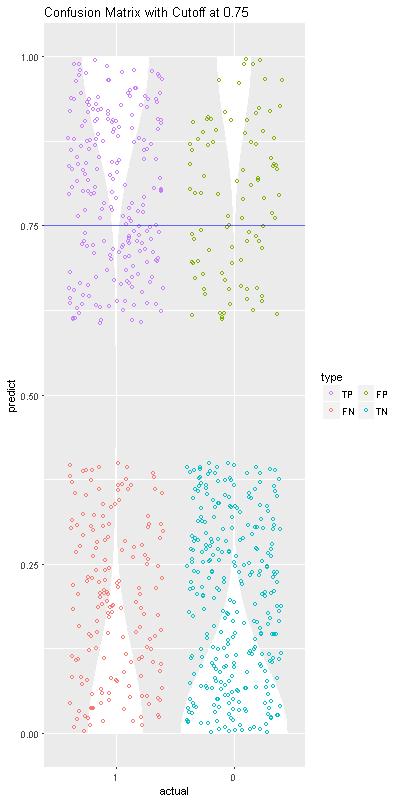 Confusion Matrix with Cutoff at 0.75
1.00
0.75
0.50
0.25
0.00
predict
1 0
actual
type
TP FP
FN TN